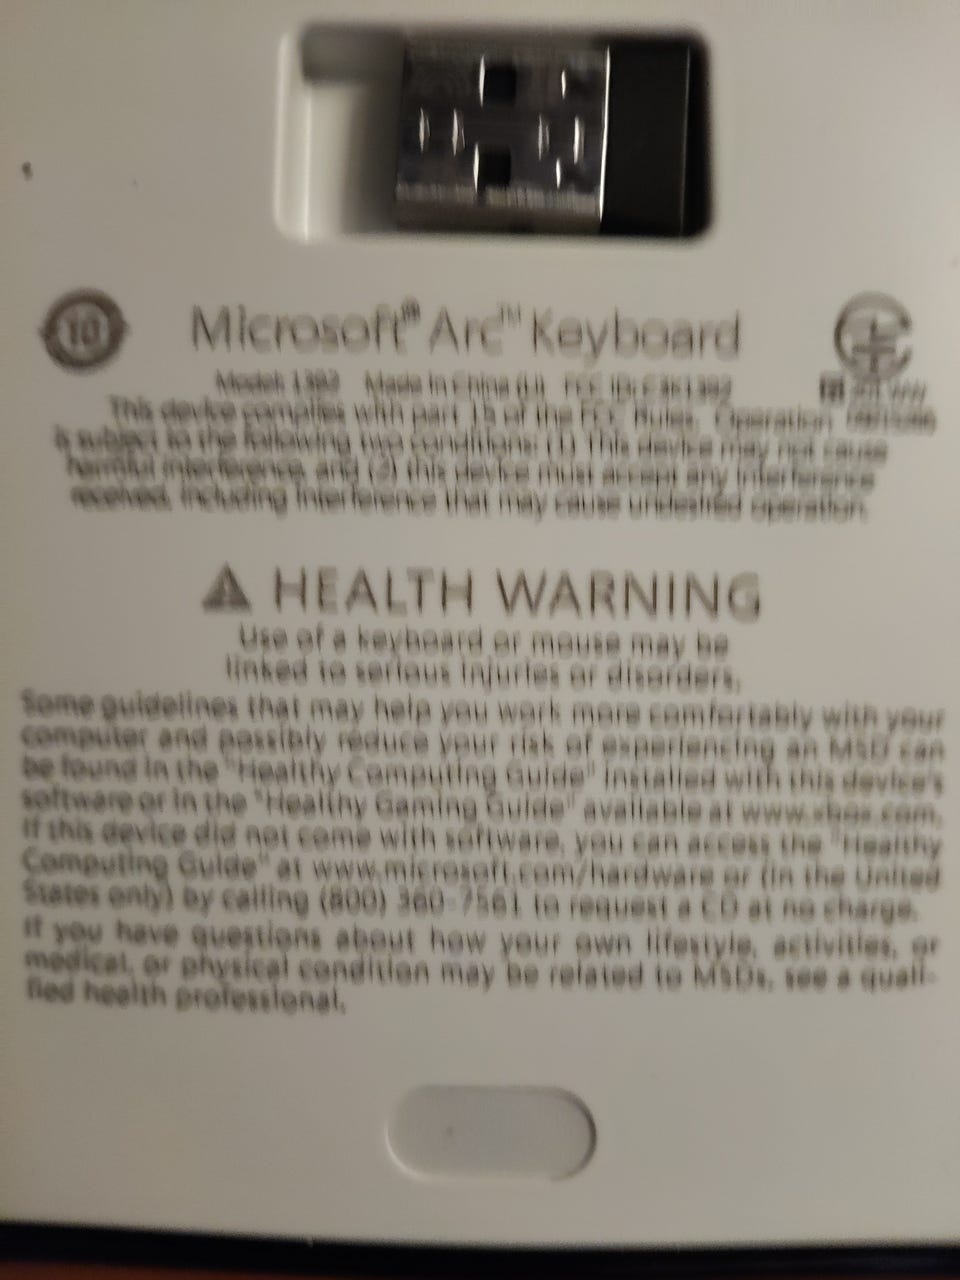 10
Microsoft® Arc™ Keyboard
Model: 1392 Made in China (H) FCC ID:
This device complies with part 15 of the FCC Rules. Operation
is subject to the following two conditions: (1) This device may not cause
harmful interference, and (2) this device must accept any interference
received, including interference that may cause undesired operation.
HEALTH WARNING
Use of a keyboard or mouse may be
linked to serious injuries or disorders.
Some guidelines that may help you work more comfortably with your
computer and possibly reduce your risk of experiencing an MSD can
be found in the "Healthy Computing Guide" installed with this device's
software or in the "Healthy Gaming Guide" available at www.xbox.com.
If this device did not come with software, you can access the "Healthy
Computing Guide" at www.microsoft.com/hardware or (in the United
States only) by calling (800) 360-7561 to request a CD at no charge.
If you have questions about how your own lifestyle, activities, or
medical, or physical condition may be related to MSDs, see a quali-
fied health professional.